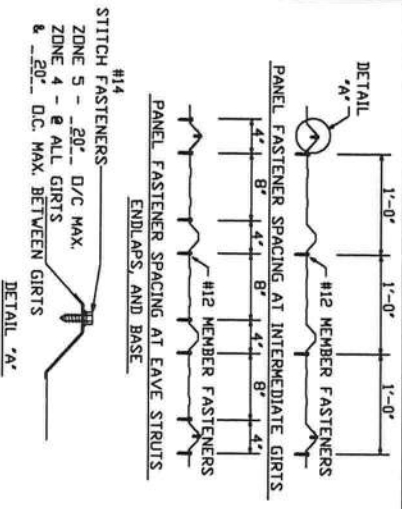 DETAIL
"A"
1'-0" 1'-0" 1'-0"
#12 MEMBER FASTENERS
PANEL FASTENER SPACING AT INTERMEDIATE GIRTS
4" 8" 4" 8" 4" 8" 4"
#12 MEMBER FASTENERS
PANEL FASTENER SPACING AT EAVE STRUTS
ENDLAPS, AND BASE
#14
STITCH FASTENERS
ZONE 5 - __20"_ O/C MAX.
ZONE 4 - @ ALL GIRTS
& __20"_ O.C. MAX. BETWEEN GIRTS
DETAIL "A"